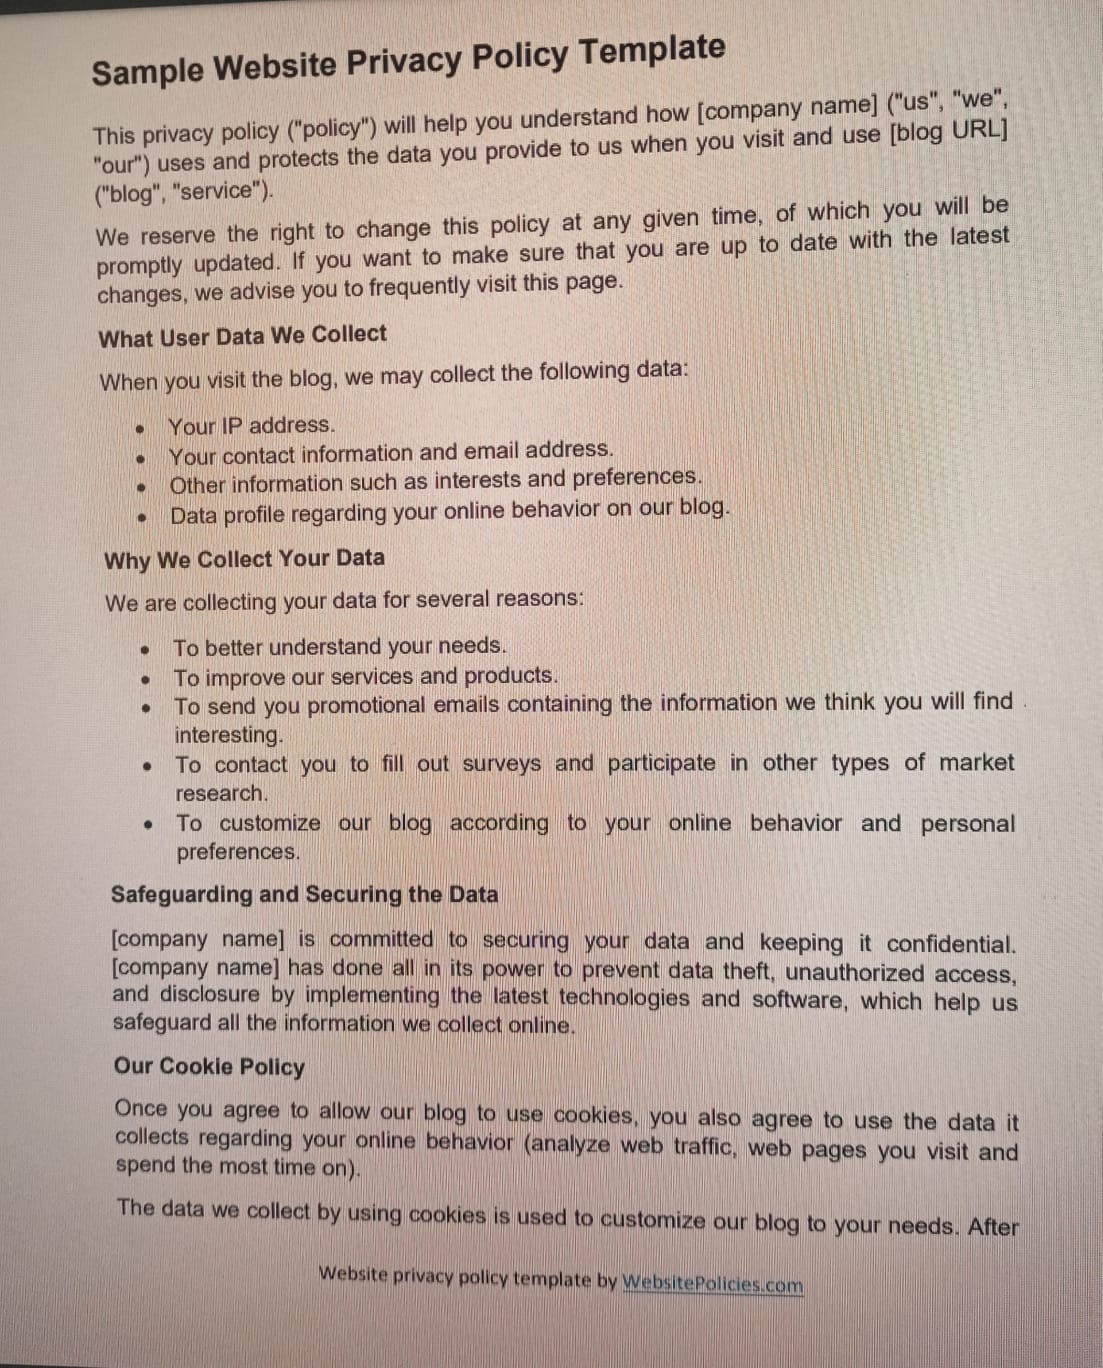 Sample Website Privacy Policy Template
This privacy policy ("policy") will help you understand how [company name] ("us", "we",
"our") uses and protects the data you provide to us when you visit and use [blog URL]
("blog", "service").
We reserve the right to change this policy at any given time, of which you will be
promptly updated. If you want to make sure that you are up to date with the latest
changes, we advise you to frequently visit this page.
What User Data We Collect
When you visit the blog, we may collect the following data:
• Your IP address.
• Your contact information and email address.
• Other information such as interests and preferences.
• Data profile regarding your online behavior on our blog.
Why We Collect Your Data
We are collecting your data for several reasons:
• To better understand your needs.
• To improve our services and products.
• To send you promotional emails containing the information we think you will find
interesting.
• To contact you to fill out surveys and participate in other types of market
research.
• To customize our blog according to your online behavior and personal
preferences.
Safeguarding and Securing the Data
[company name] is committed to securing your data and keeping it confidential.
[company name] has done all in its power to prevent data theft, unauthorized access,
and disclosure by implementing the latest technologies and software, which help us
safeguard all the information we collect online.
Our Cookie Policy
Once you agree to allow our blog to use cookies, you also agree to use the data it
collects regarding your online behavior (analyze web traffic, web pages you visit and
spend the most time on).
The data we collect by using cookies is used to customize our blog to your needs. After
Website privacy policy template by WebsitePolicies.com